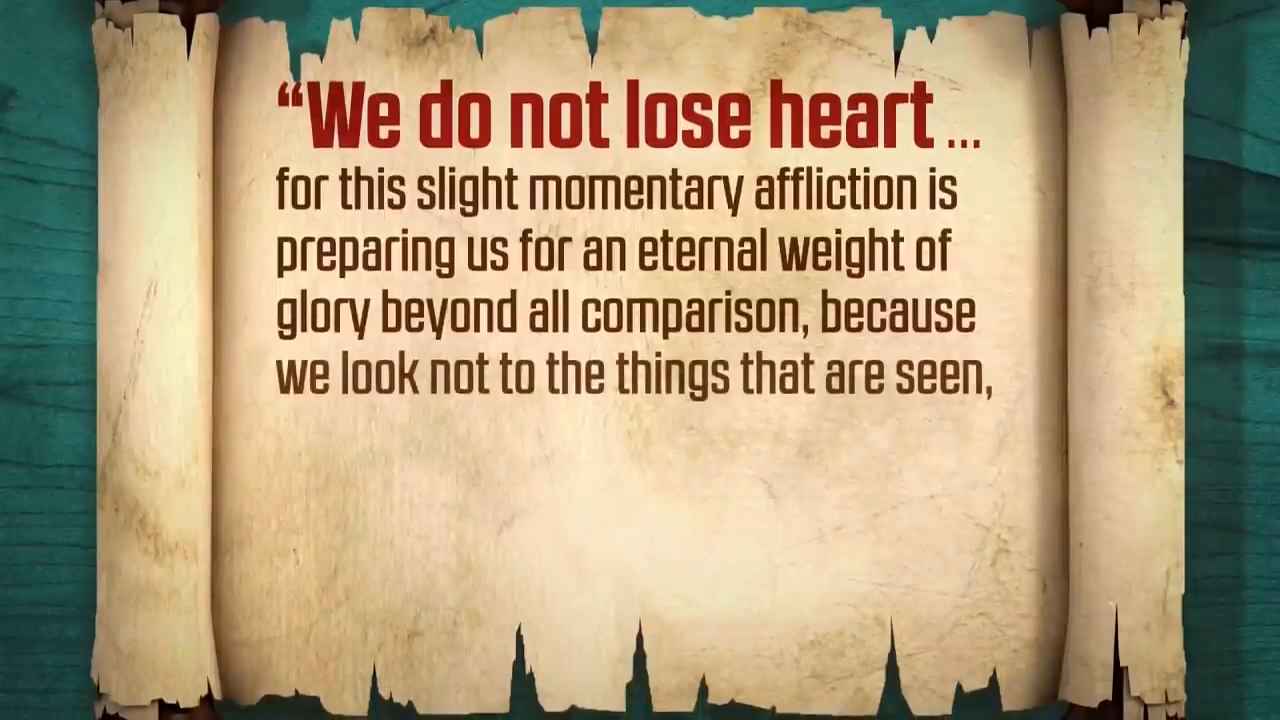 “We do not lose heart ...
for this slight momentary affliction is
preparing us for an eternal weight of
glory beyond all comparison, because
we look not to the things that are seen,